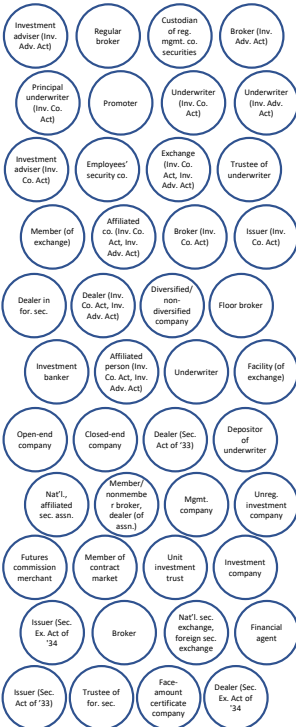 Investment
adviser (Inv.
Adv. Act)
Regular
broker
Custodian
of reg.
mgmt. co.
securities
Broker (Inv.
Adv. Act)
Principal
underwriter
(Inv. Co.
Act)
Promoter
Underwriter
(Inv. Co.
Act)
Underwriter
(Inv. Adv.
Act)
Investment
adviser (Inv.
Co. Act)
Employees'
security co.
Exchange
(Inv. Co.
Act, Inv.
Adv. Act)
Trustee of
underwriter
Member (of
exchange)
Affiliated
co. (Inv. Co.
Act, Inv.
Adv. Act)
Broker (Inv.
Co. Act)
Issuer (Inv.
Co. Act)
Dealer in
for. sec.
Dealer (Inv.
Co. Act, Inv.
Adv. Act)
Diversified/
non-
diversified
company
Floor broker
Investment
banker
Affiliated
person (Inv.
Co. Act, Inv.
Adv. Act)
Underwriter
Facility (of
exchange)
Open-end
company
Closed-end
company
Dealer (Sec.
Act of '33)
Depositor
of
underwriter
Nat'l.,
affiliated
sec. assn.
Member/
nonmembe
r broker,
dealer (of
assn.)
Mgmt.
company
Unreg.
investment
company
Futures
commission
merchant
Member of
contract
market
Unit
investment
trust
Investment
company
Issuer (Sec.
Ex. Act of
'34
Broker
Nat'l. sec.
exchange,
foreign sec.
exchange
Financial
agent
Issuer (Sec.
Act of '33)
Trustee of
for. sec.
Face-
amount
certificate
company
Dealer (Sec.
Ex. Act of
'34